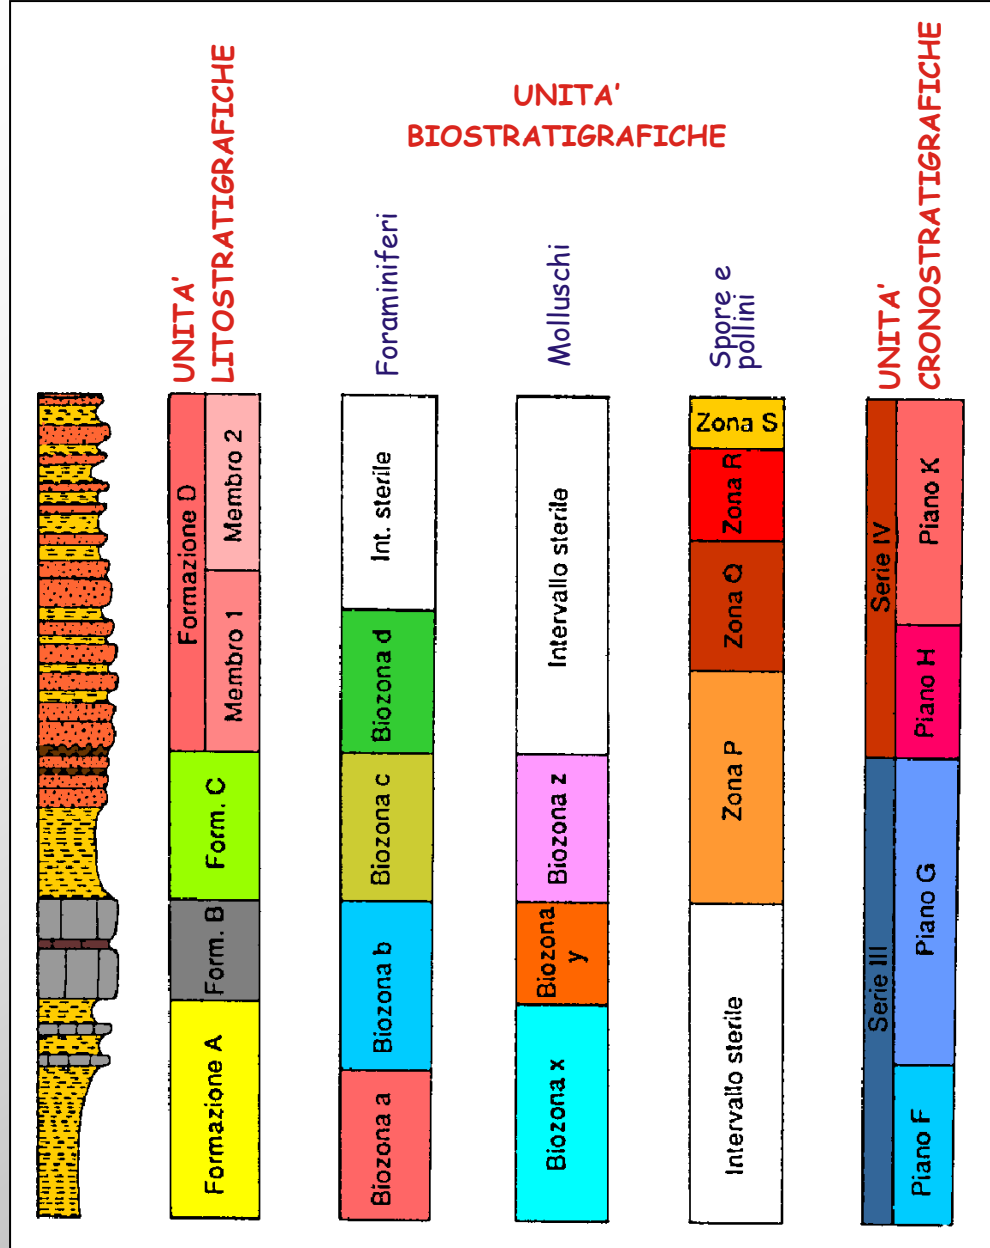 UNITA'
LITOSTRATIGRAFICHE
UNITA'
BIOSTRATIGRAFICHE
UNITA'
CRONOSTRATIGRAFICHE
Foraminiferi
Molluschi
Spore e
pollini
Formazione D
Membro 2
Membro 1
Form. C
Form. B
Formazione A
Int. sterile
Biozona d
Biozona c
Biozona b
Biozona a
Intervallo sterile
Biozona z
Biozona
y
Biozona x
Zona S
Zona R
Zona Q
Zona P
Intervallo sterile
Serie IV
Serie III
Piano K
Piano H
Piano G
Piano F